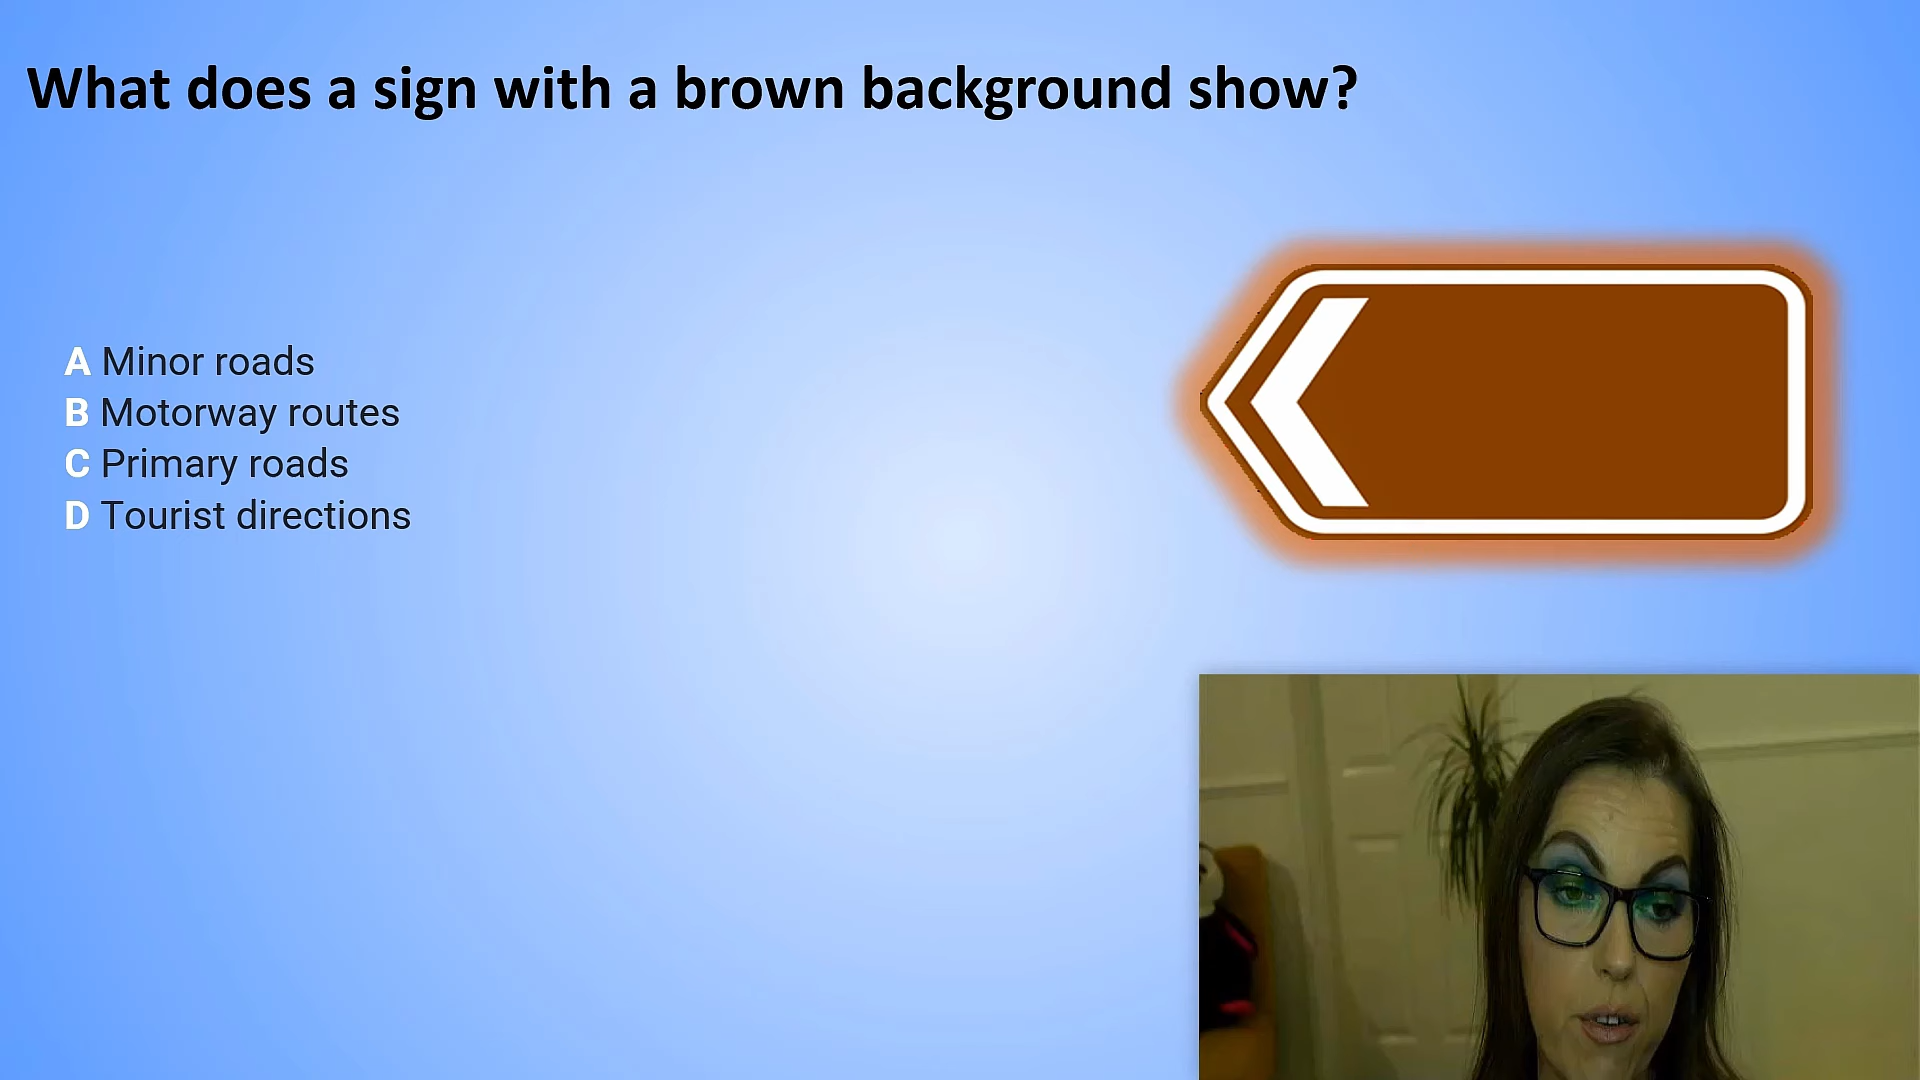 What does a sign with a brown background show?
A Minor roads
B Motorway routes
C Primary roads
D Tourist directions